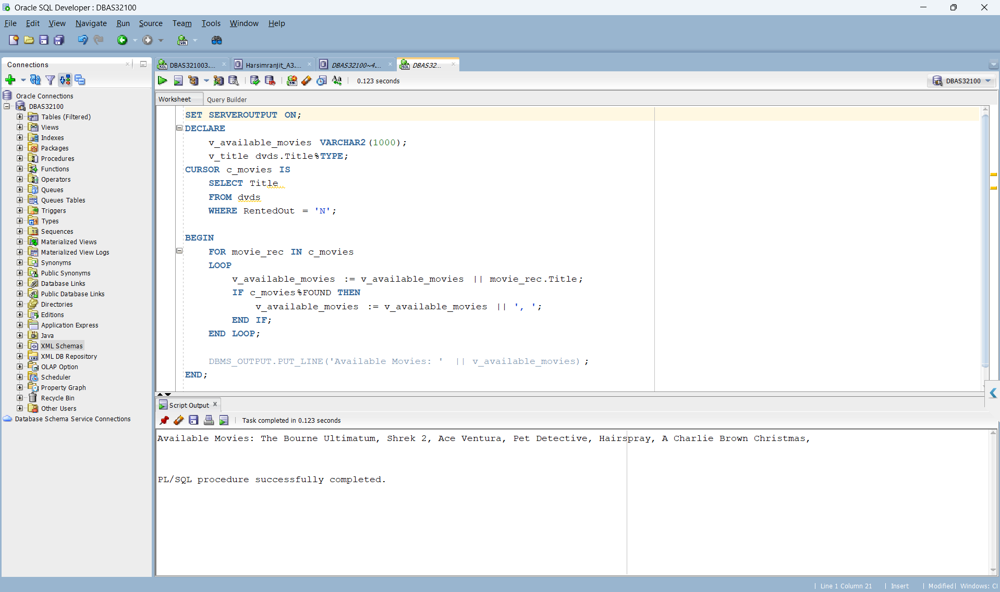 Oracle SQL Developer : DBAS32100
File Edit View Navigate Run Source Team Tools Window Help
Connections
DBAS321003.... Harsimranjit_A3.... DBAS32100~4.... DBAS32...
0.123 seconds
DBAS32100
Worksheet Query Builder
Oracle Connections
DBAS32100
Tables (Filtered)
Views
Indexes
Packages
Procedures
Functions
Operators
Queues
Queues Tables
Triggers
Types
Sequences
Materialized Views
Materialized View Logs
Synonyms
Public Synonyms
Database Links
Public Database Links
Directories
Editions
Application Express
Java
XML Schemas
XML DB Repository
OLAP Option
Scheduler
Property Graph
Recycle Bin
Other Users
Database Schema Service Connections
SET SERVEROUTPUT ON;
DECLARE
v_available_movies VARCHAR2(1000);
v_title dvds.Title%TYPE;
CURSOR c_movies IS
SELECT Title
FROM dvds
WHERE RentedOut = 'N';
BEGIN
FOR movie_rec IN c_movies
LOOP
v_available_movies := v_available_movies || movie_rec.Title;
IF c_movies%FOUND THEN
v_available_movies := v_available_movies || ', ';
END IF;
END LOOP;
DBMS_OUTPUT.PUT_LINE('Available Movies: ' || v_available_movies);
END;
Script Output
Task completed in 0.123 seconds
Available Movies: The Bourne Ultimatum, Shrek 2, Ace Ventura, Pet Detective, Hairspray, A Charlie Brown Christmas,
PL/SQL procedure successfully completed.
Line 1 Column 21 | Insert | Modified | Windows: Cl